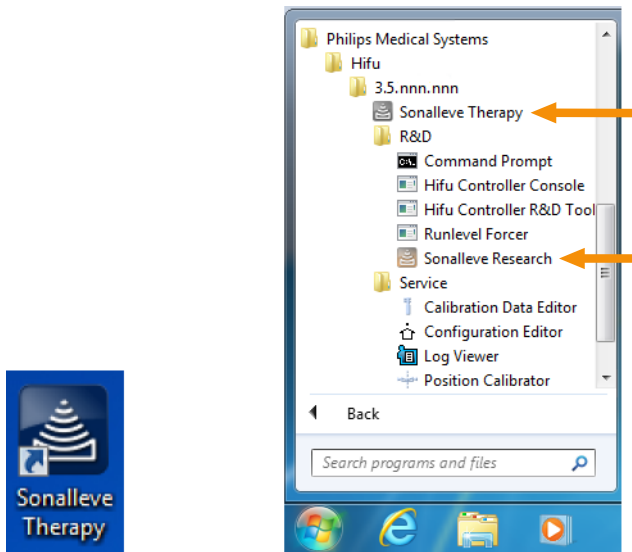 Philips Medical Systems
Hifu
3.5.nnn.nnn
Sonalleve Therapy
R&D
C:\.
Command Prompt
Hifu Controller Console
Hifu Controller R&D Tool
Runlevel Forcer
Sonalleve Research
Service
Calibration Data Editor
Configuration Editor
Log Viewer
Position Calibrator
Back
Search programs and files
Sonalleve
Therapy